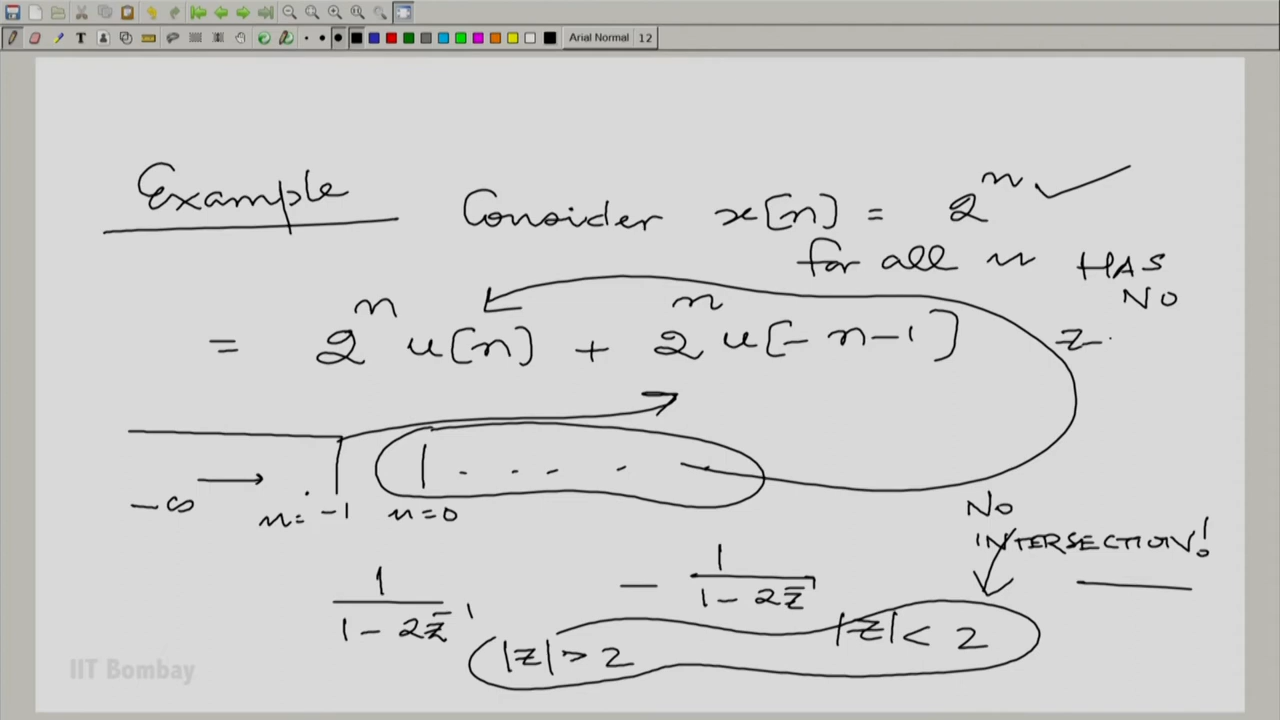 Arial Normal 12
Example Consider x[n] = 2^n
for all n HAS
NO
= 2^n u[n] + 2^n u[-n-1] Z-
-∞ n= -1 n=0
NO
INTERSECTION!
1/(1-2z^-1) - 1/(1-2z^-1)
|z|>2 |z|<2
IIT Bombay